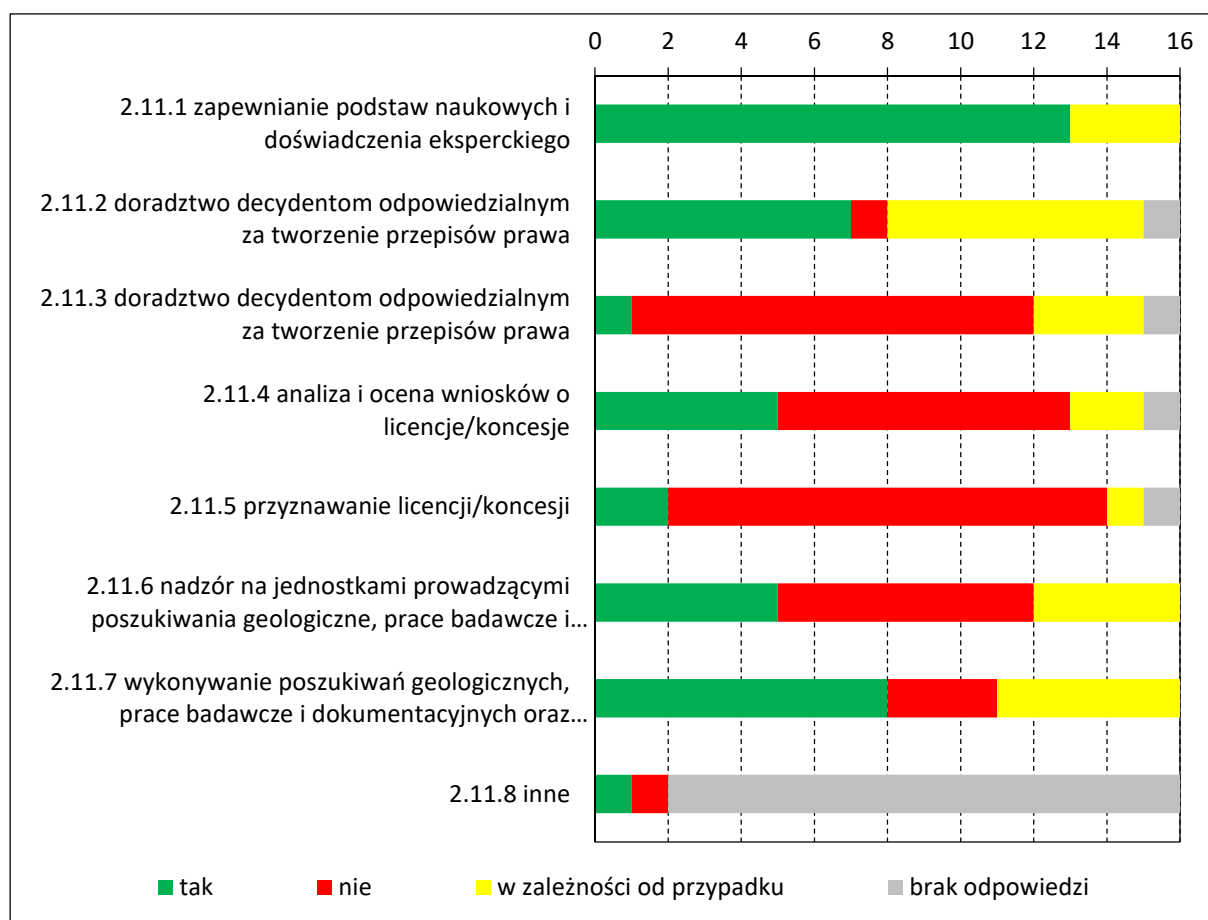 0 2 4 6 8 10 12 14 16
2.11.1 zapewnianie podstaw naukowych i
doświadczenia eksperckiego
2.11.2 doradztwo decydentom odpowiedzialnym
za tworzenie przepisów prawa
2.11.3 doradztwo decydentom odpowiedzialnym
za tworzenie przepisów prawa
2.11.4 analiza i ocena wniosków o
licencje/koncesje
2.11.5 przyznawanie licencji/koncesji
2.11.6 nadzór na jednostkami prowadzącymi
poszukiwania geologiczne, prace badawcze i...
2.11.7 wykonywanie poszukiwań geologicznych,
prace badawcze i dokumentacyjnych oraz...
2.11.8 inne
tak nie w zależności od przypadku brak odpowiedzi